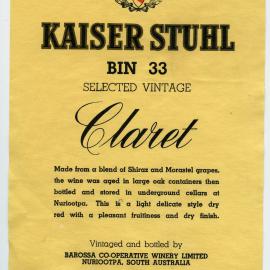 KAISER STUHL
BIN 33
SELECTED VINTAGE
Claret
Made from a blend of Shiraz and Morastel grapes,
the wine was aged in large oak containers then
bottled and stored in underground cellars at
Nuriootpa. This is a light delicate style dry
red with a pleasant fruitiness and dry finish.
Vintaged and bottled by
BAROSSA CO-OPERATIVE WINERY LIMITED
NURIOOTPA, SOUTH AUSTRALIA